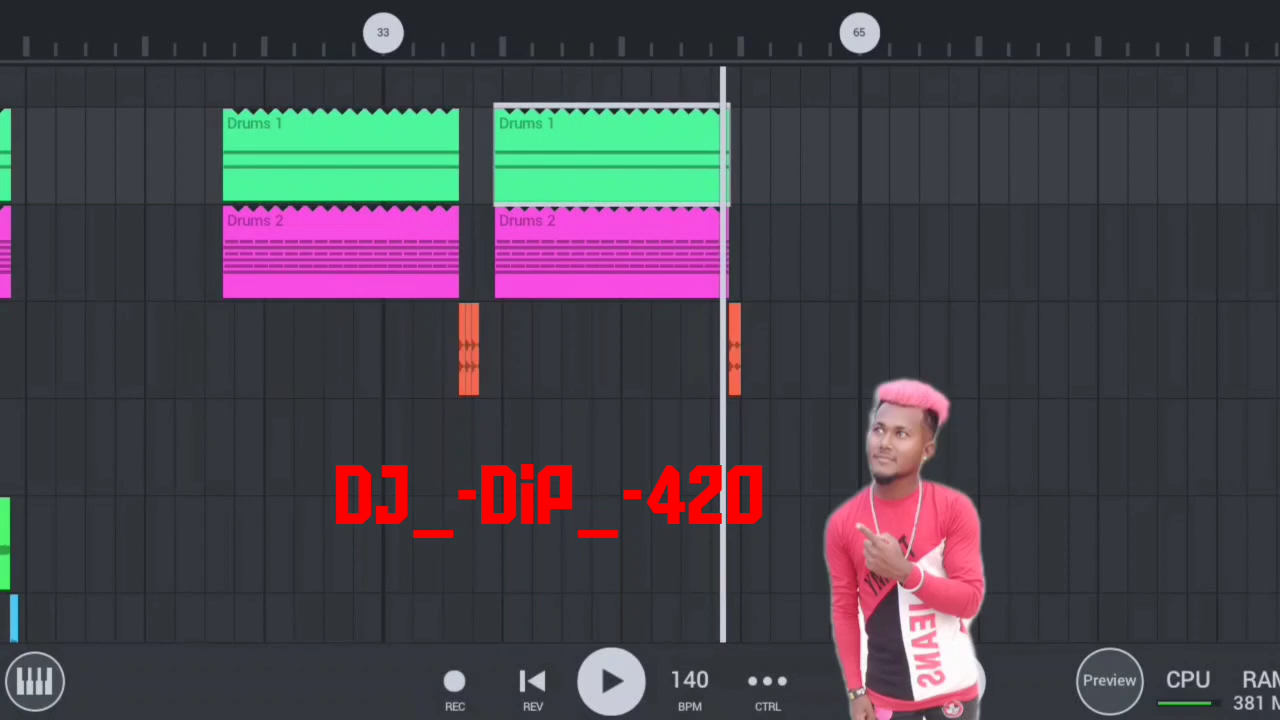 33
65
Drums 1
Drums 1
Drums 2
Drums 2
DJ_-DiP_-420
JEANS
REC
REV
140
BPM
CTRL
Preview
CPU
RAM
381 M